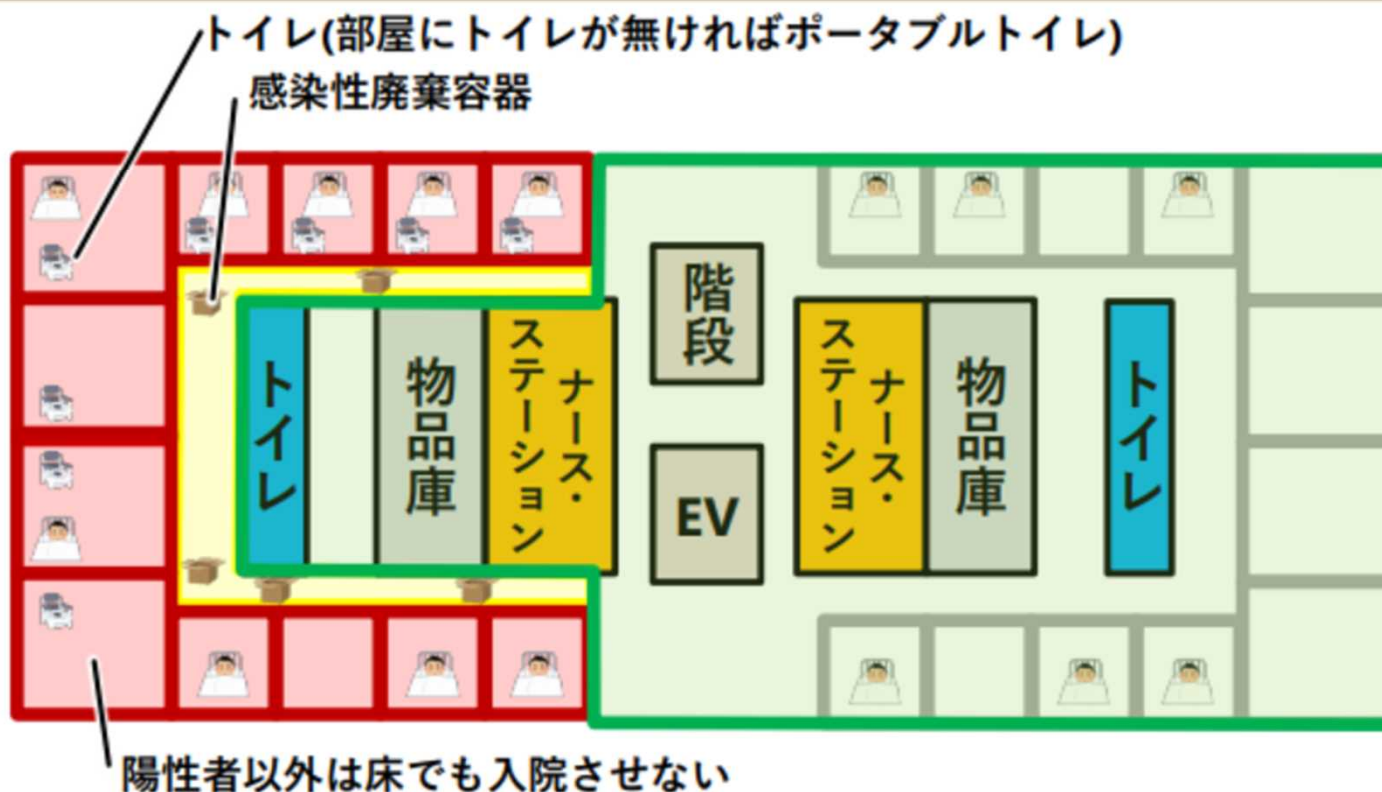 トイレ(部屋にトイレが無ければポータブルトイレ)
感染性廃棄容器
トイレ
物品庫
ナース・
ステーション
階段
EV
ナース・
ステーション
物品庫
トイレ
陽性者以外は床でも入院させない